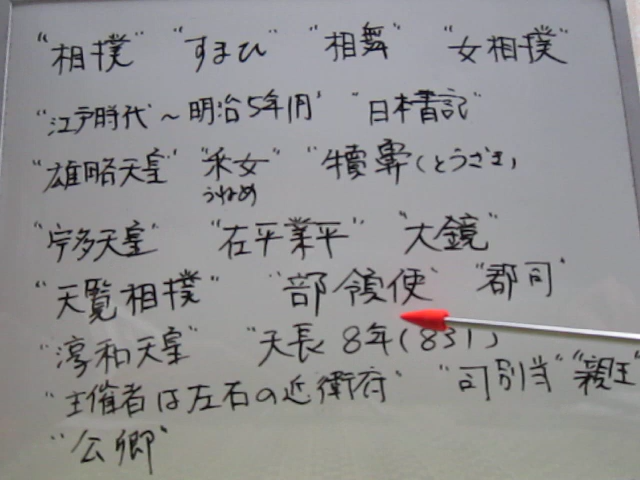 "相撲" "すまひ" "相舞" "女相撲"
"江戸時代"～明治5年1月" "日本書記"
"雄略天皇" "采女" "犢鼻(とうさぎ)
うねめ
"宇多天皇" "在平業平" "大鏡"
"天覧相撲" "部領使" "郡司"
"淳和天皇" "天長8年(831)
"主催者は左右の近衛府" "司別当" "親王
"公卿"